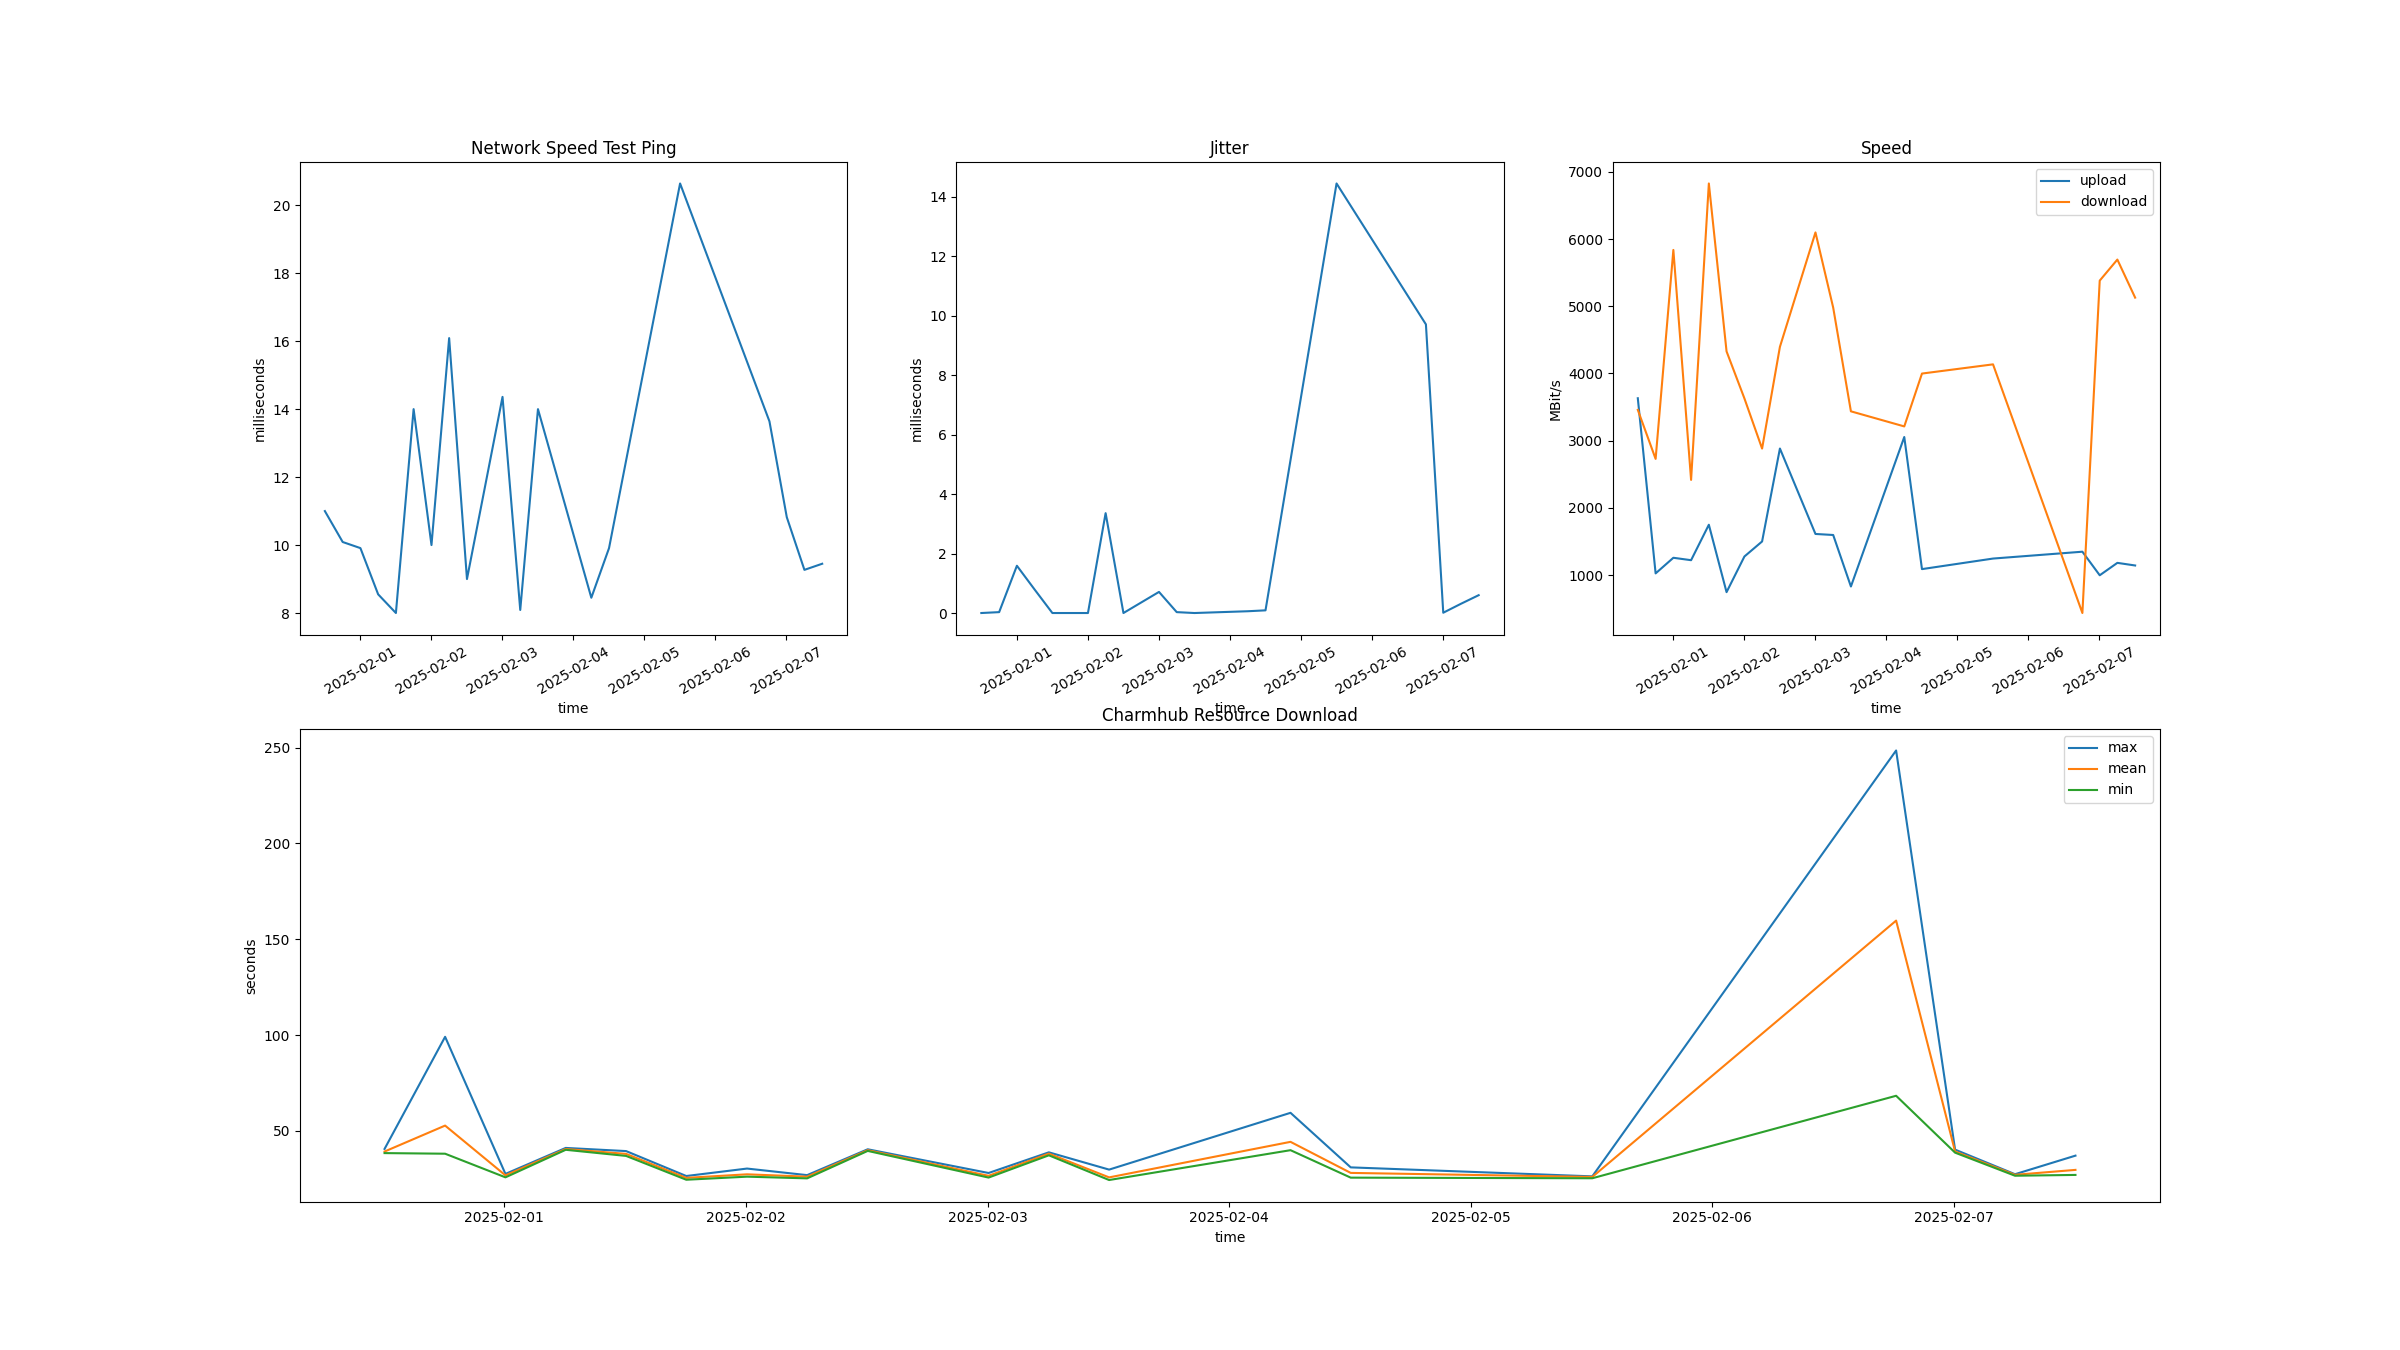 Network Speed Test Ping
milliseconds
20
18
16
14
12
10
8
2025-02-01 2025-02-02 2025-02-03 2025-02-04 2025-02-05 2025-02-06 2025-02-07
time
Jitter
milliseconds
14
12
10
8
6
4
2
0
2025-02-01 2025-02-02 2025-02-03 2025-02-04 2025-02-05 2025-02-06 2025-02-07
time
Speed
MBit/s
7000
6000
5000
4000
3000
2000
1000
upload
download
2025-02-01 2025-02-02 2025-02-03 2025-02-04 2025-02-05 2025-02-06 2025-02-07
time
Charmhub Resource Download
seconds
250
200
150
100
50
max
mean
min
2025-02-01 2025-02-02 2025-02-03 2025-02-04 2025-02-05 2025-02-06 2025-02-07
time